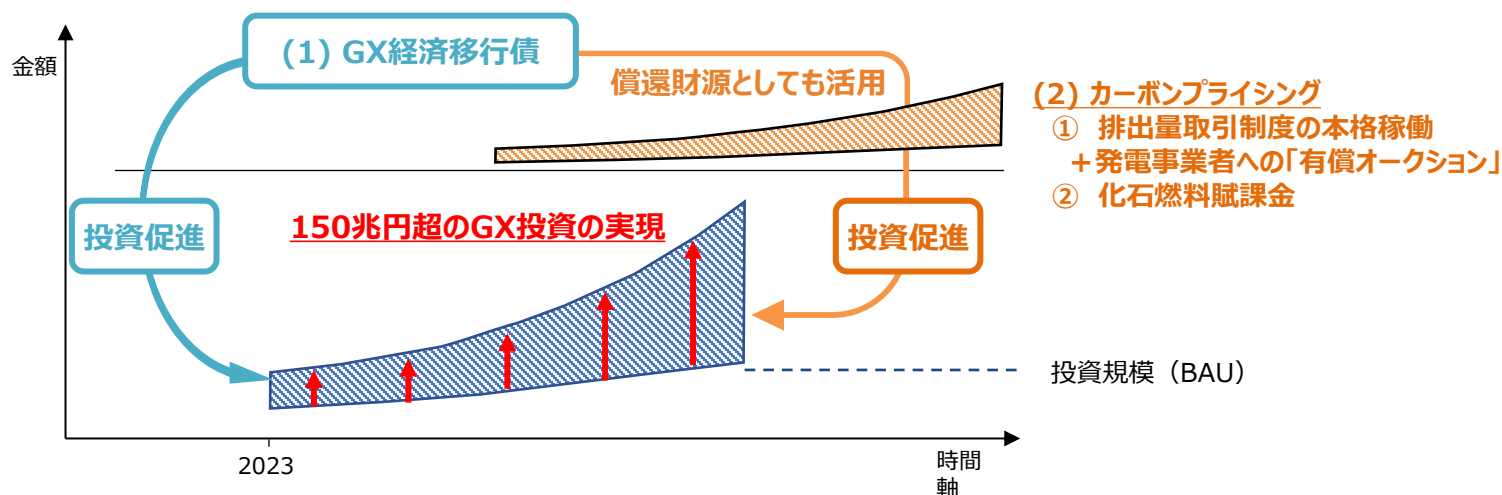 金額
(1) GX経済移行債
償還財源としても活用
(2) カーボンプライシング
① 排出量取引制度の本格稼働
＋発電事業者への「有償オークション」
② 化石燃料賦課金
投資促進
150兆円超のGX投資の実現
投資促進
投資規模（BAU）
2023
時間
軸